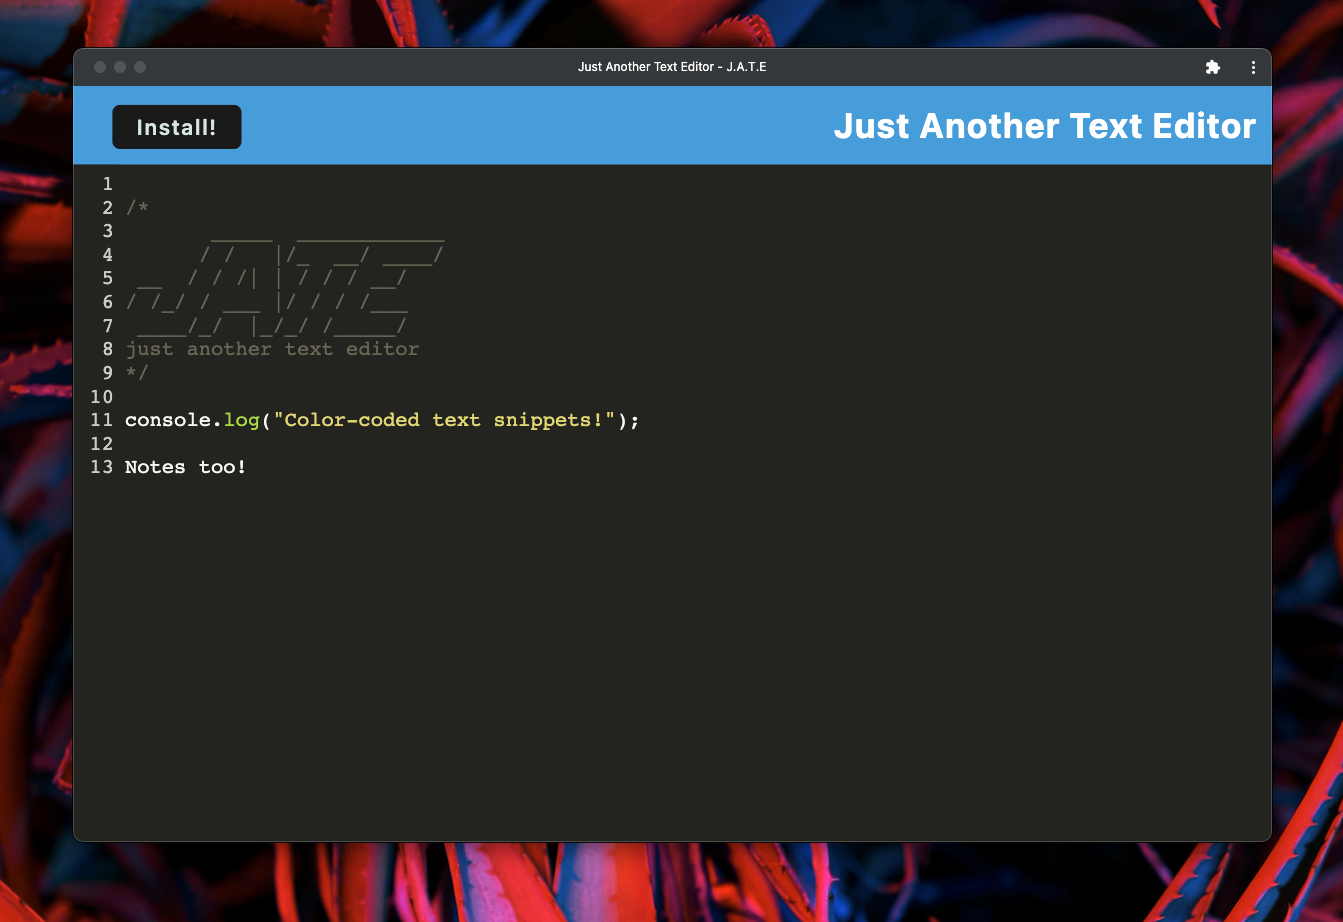 Just Another Text Editor - J.A.T.E
Install!
Just Another Text Editor
1
2 /*
3       _____  ____________
4      / /   |/_  __/ ____/
5 __  / / /| | / / / __/
6 / /_/ / ___ |/ / / /___
7 ____/_/  |_/_/ /_____/
8 just another text editor
9 */
10
11 console.log("Color-coded text snippets!");
12
13 Notes too!